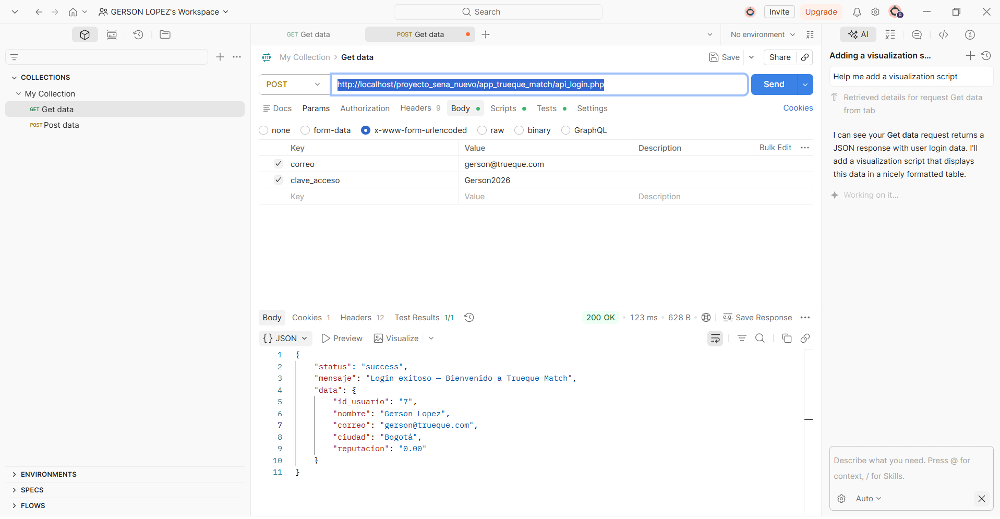 GERSON LOPEZ's Workspace
Search
Invite
Upgrade
GET Get data
POST Get data
No environment
AI
My Collection > Get data
Save
Share
Adding a visualization s...
COLLECTIONS
My Collection
GET Get data
POST Post data
HTTP
POST
http://localhost/proyecto_sena_nuevo/app_trueque_match/api_login.php
Send
Docs Params Authorization Headers 9 Body Scripts Tests Settings
Cookies
none form-data x-www-form-urlencoded raw binary GraphQL
Key Value Description Bulk Edit
correo gerson@trueque.com
clave_acceso Gerson2026
Key Value Description
Help me add a visualization script
Retrieved details for request Get data
from tab
I can see your Get data request returns a
JSON response with user login data. I'll
add a visualization script that displays
this data in a nicely formatted table.
Working on it...
Body Cookies 1 Headers 12 Test Results 1/1
200 OK • 123 ms • 628 B •
e.g. Save Response
{} JSON Preview Visualize
1 {
2 "status": "success",
3 "mensaje": "Login exitoso — Bienvenido a Trueque Match",
4 "data": {
5 "id_usuario": "7",
6 "nombre": "Gerson Lopez",
7 "correo": "gerson@trueque.com",
8 "ciudad": "Bogotá",
9 "reputacion": "0.00"
10 }
11 }
ENVIRONMENTS
SPECS
FLOWS
Describe what you need. Press @ for
context, / for Skills.
Auto